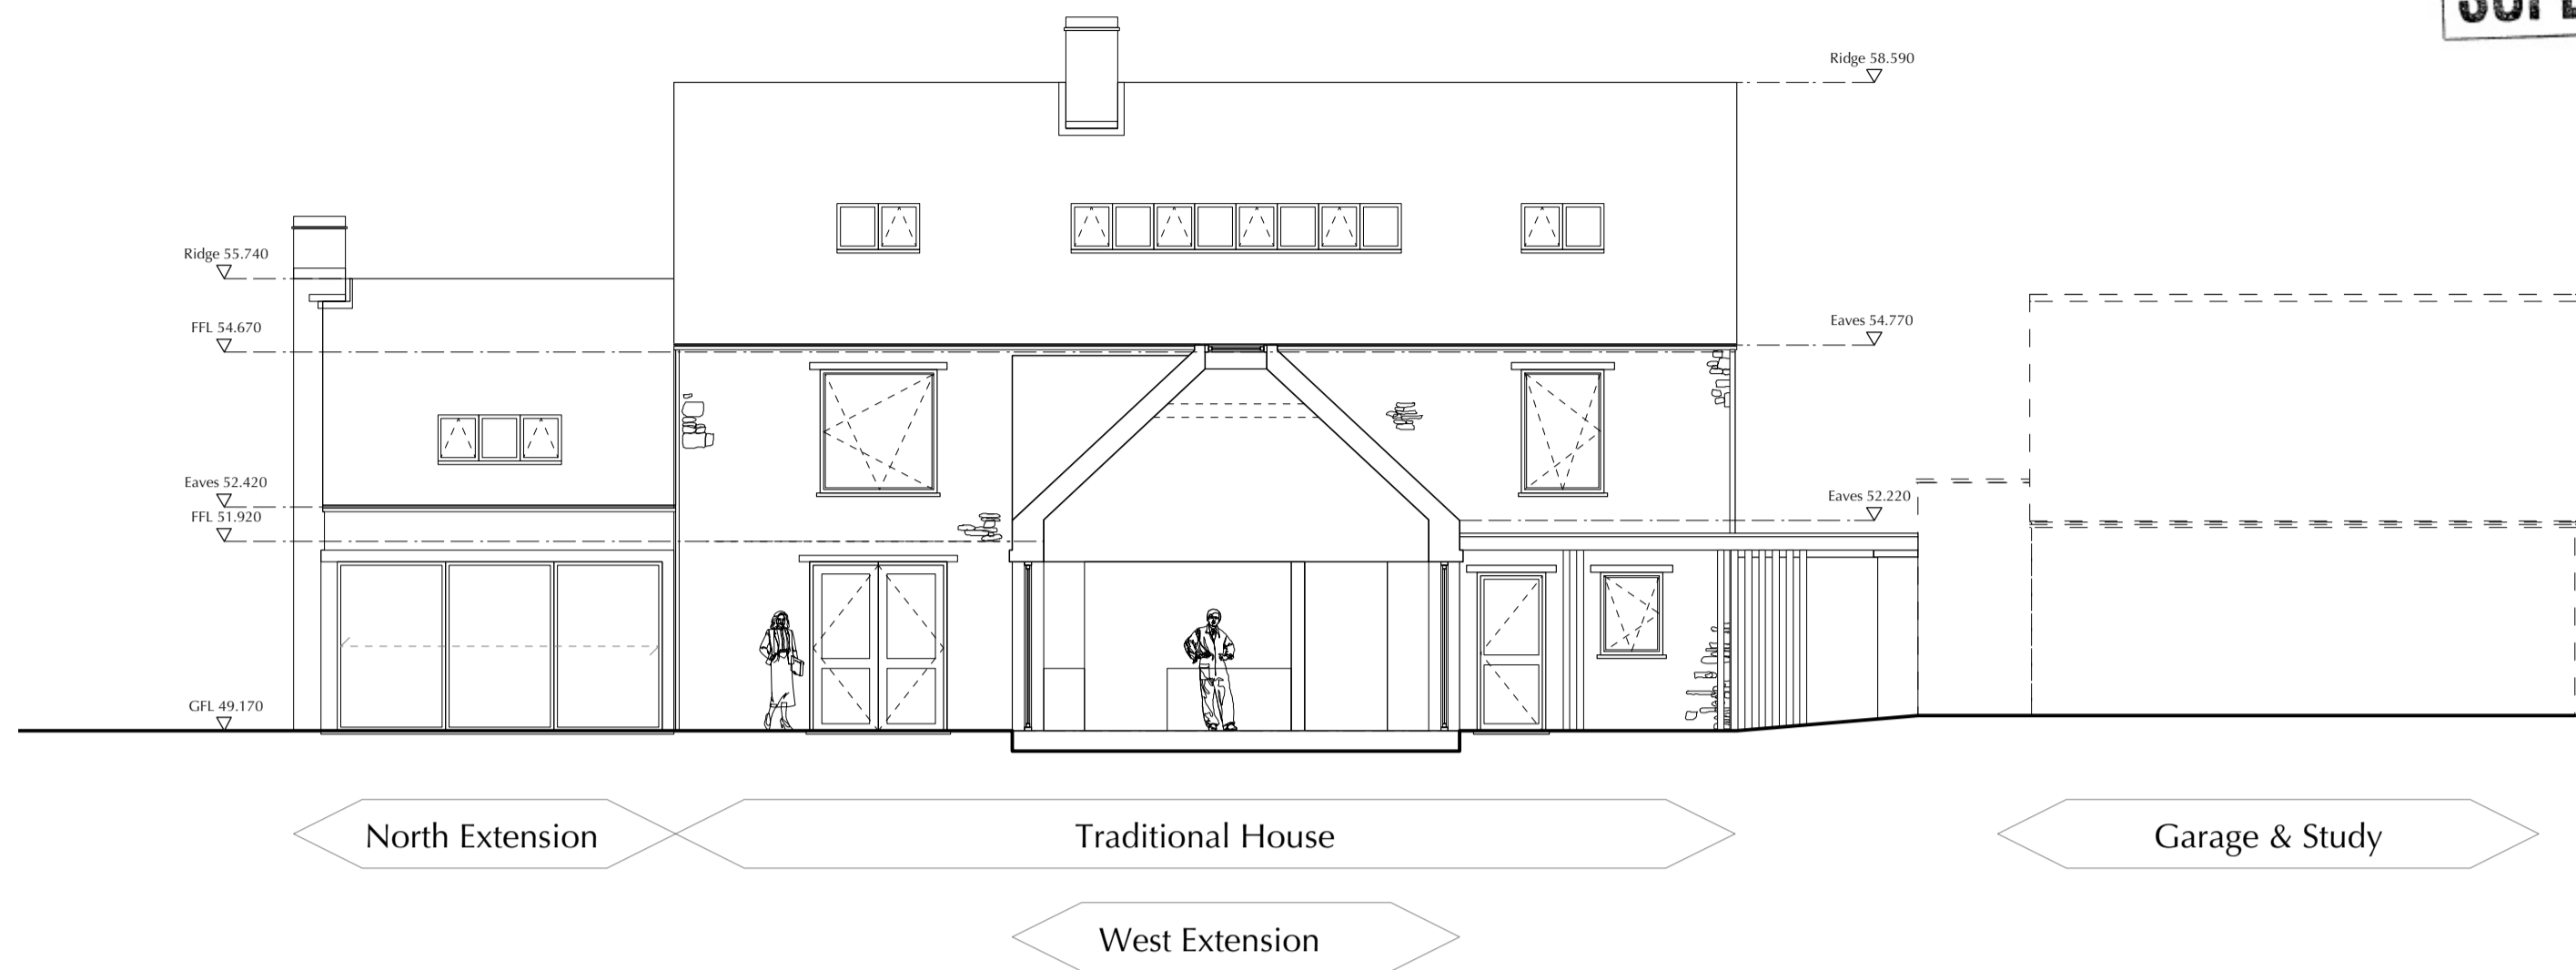 Ridge 58.590
Ridge 55.740
FFL 54.670
Eaves 54.770
Eaves 52.420
Eaves 52.220
FFL 51.920
GFL 49.170
North Extension
Traditional House
Garage & Study
West Extension